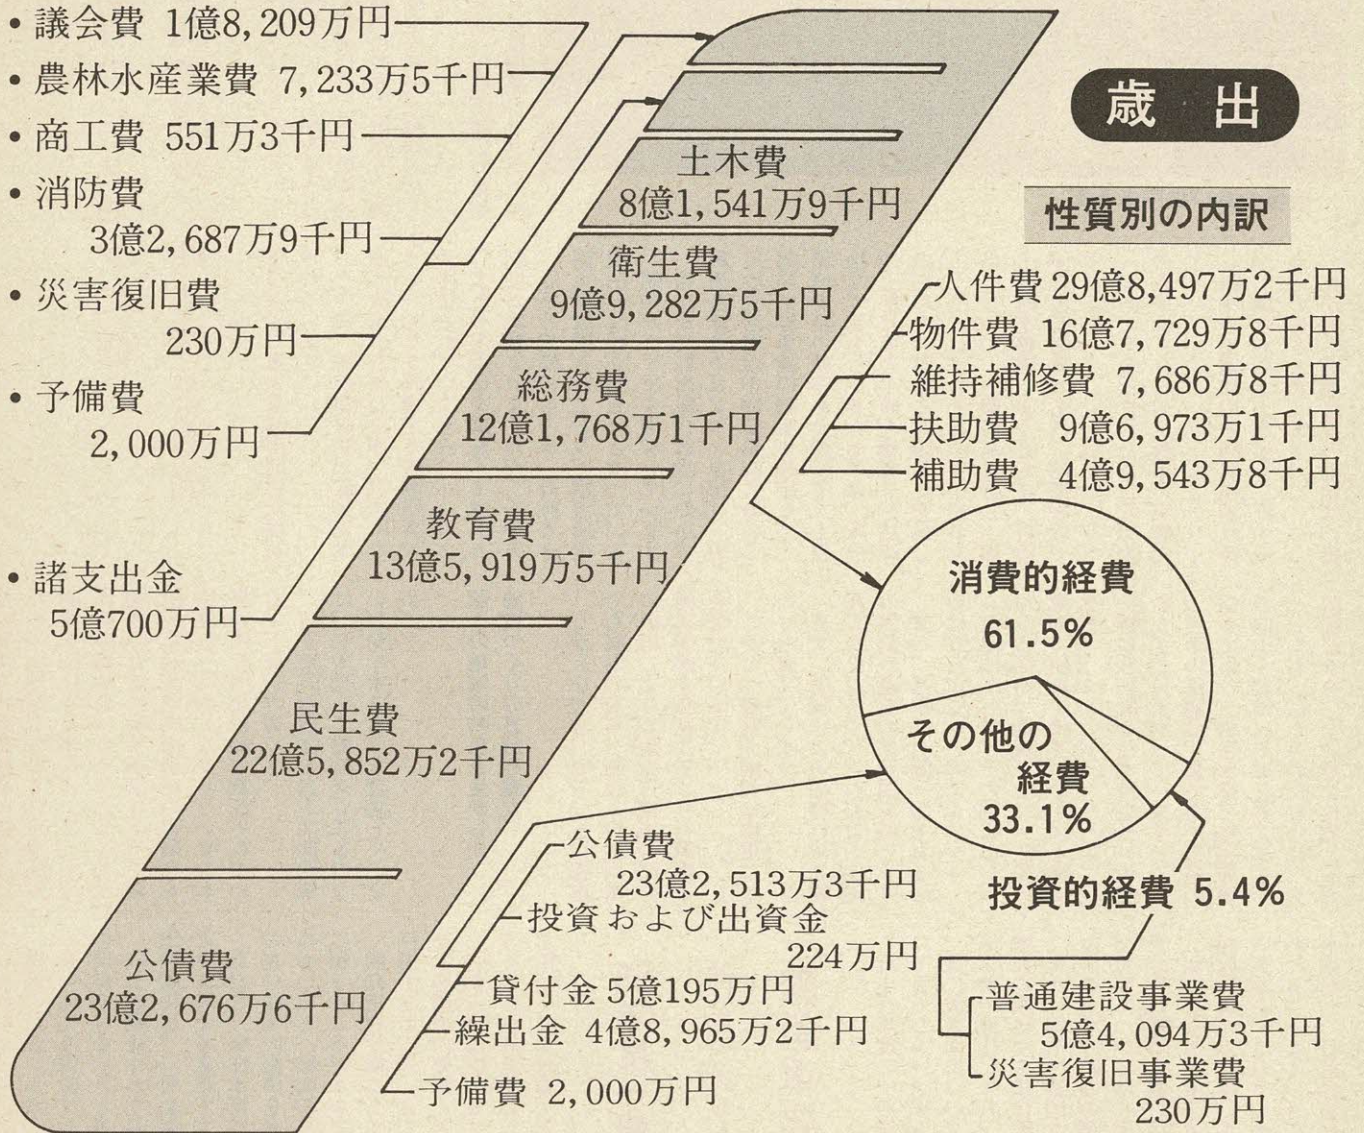 • 議会費 1億8,209万円
• 農林水産業費 7,233万5千円
• 商工費 551万3千円
• 消防費
3億2,687万9千円
• 災害復旧費
230万円
• 予備費
2,000万円
• 諸支出金
5億700万円
土木費
8億1,541万9千円
衛生費
9億9,282万5千円
総務費
12億1,768万1千円
教育費
13億5,919万5千円
民生費
22億5,852万2千円
公債費
23億2,676万6千円
歳出
性質別の内訳
人件費 29億8,497万2千円
物件費 16億7,729万8千円
維持補修費 7,686万8千円
扶助費 9億6,973万1千円
補助費 4億9,543万8千円
消費的経費
61.5%
その他の
経費
33.1%
投資的経費 5.4%
公債費
23億2,513万3千円
投資および出資金
224万円
貸付金 5億195万円
繰出金 4億8,965万2千円
予備費 2,000万円
普通建設事業費
5億4,094万3千円
災害復旧事業費
230万円